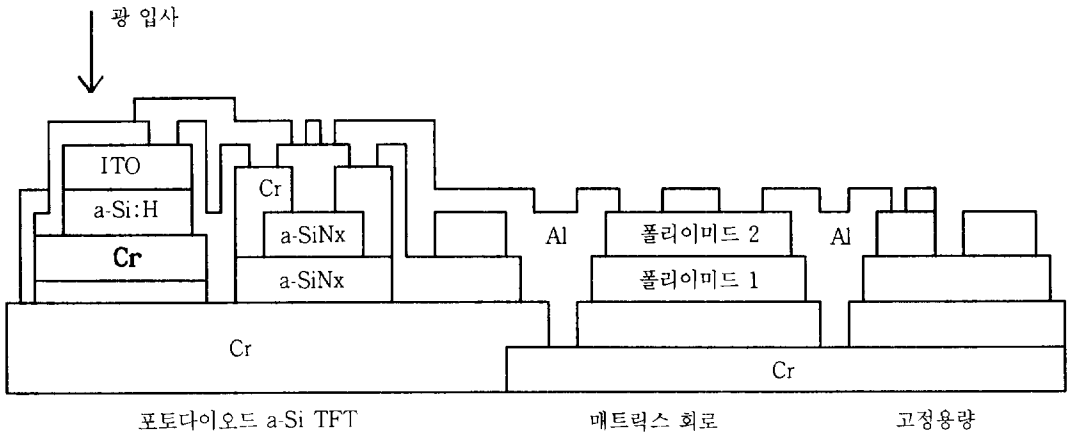 광 입사
ITO
a-Si:H
Cr
Cr
a-SiNx
a-SiNx
Al
폴리이미드 2
폴리이미드 1
Al
Cr
Cr
포토다이오드 a-Si TFT
매트릭스 회로
고정용량